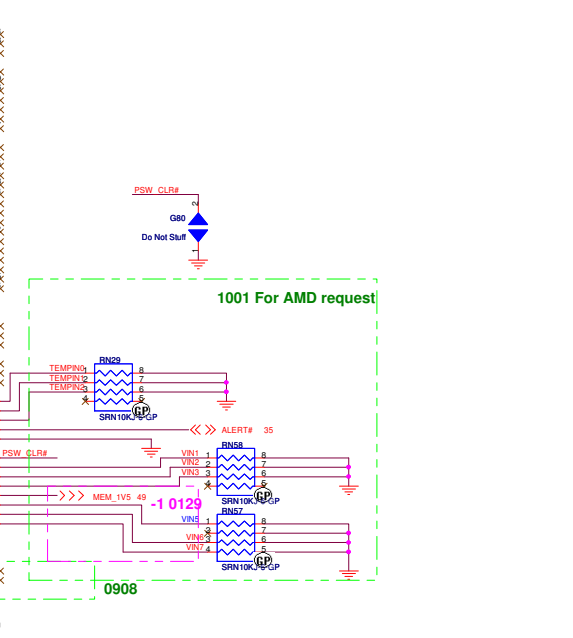 PSW_CLR#
2
G80
Do Not Stuff
1
1001 For AMD request
RN29
TEMPIN0 1 8
TEMPIN1 2 7
TEMPIN2 3 6
4 5
GP
SRN10KJ-6-GP
ALERT# 35
RN58
PSW_CLR#
VIN1 1 8
VIN2 2 7
VIN3 3 6
4 5
GP
SRN10KJ-6-GP
MEM_1V5 49
-1 0129
RN57
VIN5 1 8
2 7
VIN6 3 6
VIN7 4 5
GP
SRN10KJ-6-GP
0908